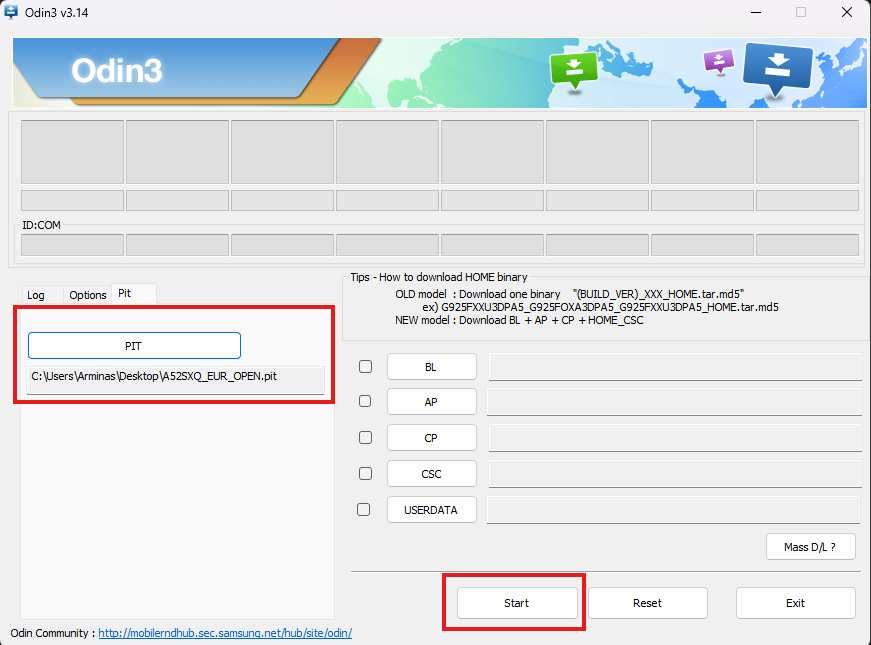 Odin3 v3.14
Odin3
ID:COM
Log
Options
Pit
PIT
C:\Users\Arminas\Desktop\A52SXQ_EUR_OPEN.pit
Tips - How to download HOME binary
OLD model : Download one binary "(BUILD_VER)_XXX_HOME.tar.md5"
ex) G925FXXU3DPA5_G925FOXA3DPA5_G925FXXU3DPA5_HOME.tar.md5
NEW model : Download BL + AP + CP + HOME_CSC
BL
AP
CP
CSC
USERDATA
Mass D/L ?
Start
Reset
Exit
Odin Community : http://mobilerndhub.sec.samsung.net/hub/site/odin/